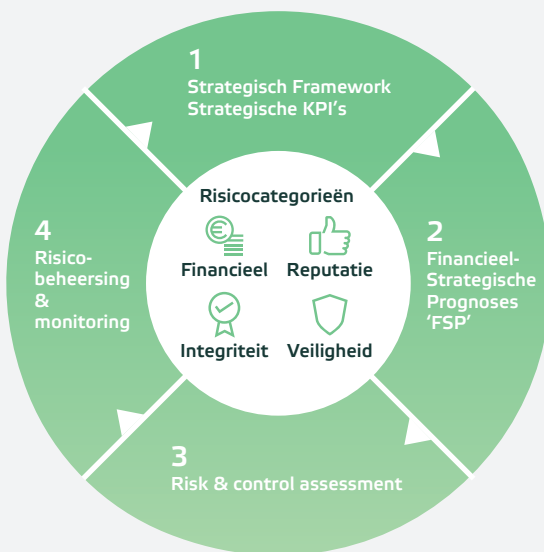 1
Strategisch Framework
Strategische KPI's
2
Financieel-
Strategische
Prognoses
'FSP'
3
Risk & control assessment
4
Risico-
beheersing
&
monitoring
Risicocategorieën
Financieel
Reputatie
Integriteit
Veiligheid